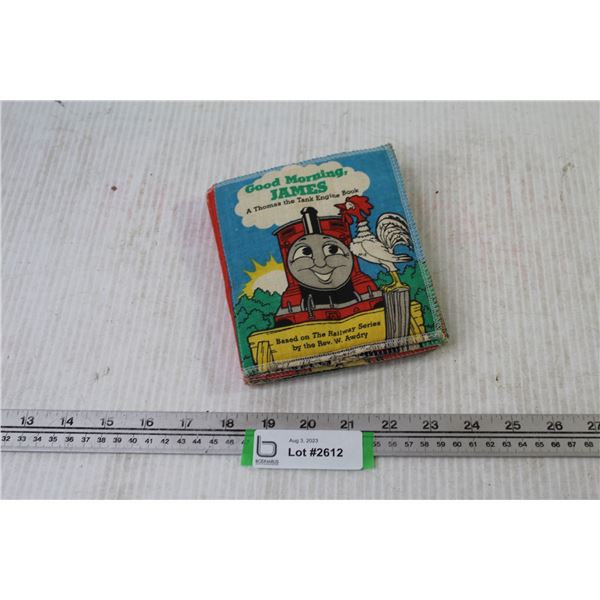 Good Morning,
JAMES
A Thomas the Tank Engine Book
Based on The Railway Series
by the Rev. W. Awdry
13 14 15 16 17 18 19 20 21 22 23 24 25 26 27
32 33 34 35 36 37 38 39 40 41 42 43 44 45 46 55 56 57 58 59 60 61 62 63 64 65 66 67 68
Aug 3, 2023
Lot #2612
b
BODNARUS